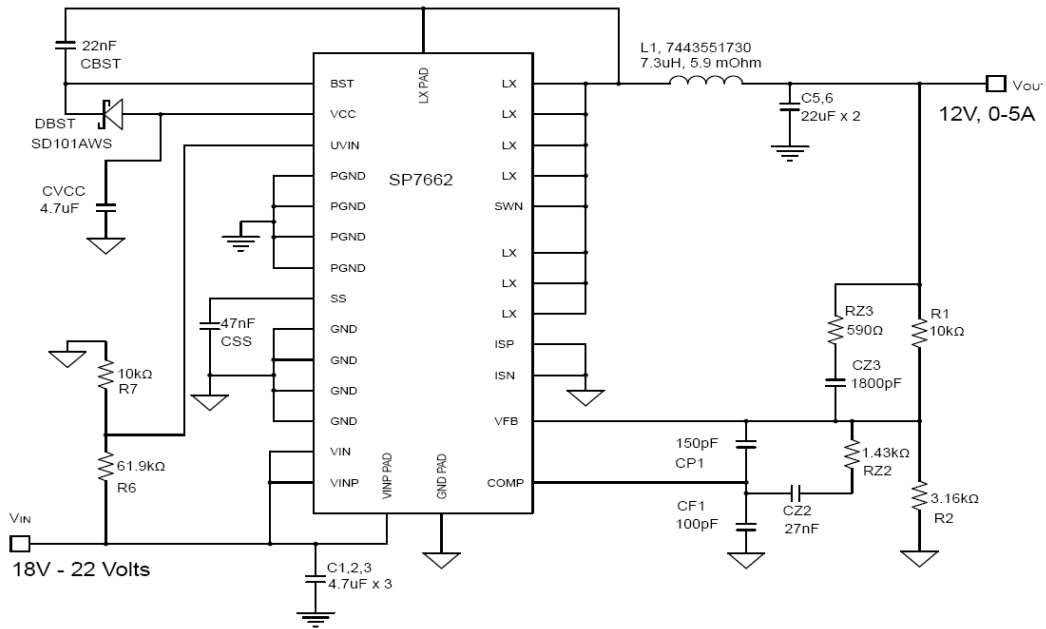 22nF
CBST
DBST
SD101AWS
CVCC
4.7uF
BST
VCC
UVIN
PGND
PGND
PGND
PGND
SS
GND
GND
GND
GND
VIN
VINP
LX PAD
SP7662
VINP PAD
GND PAD
LX
LX
LX
LX
SWN
LX
LX
LX
ISP
ISN
VFB
COMP
L1, 7443551730
7.3uH, 5.9 mOhm
C5,6
22uF x 2
VOUT
12V, 0-5A
RZ3
590Ω
CZ3
1800pF
R1
10kΩ
47nF
CSS
10kΩ
R7
61.9kΩ
R6
150pF
CP1
1.43kΩ
RZ2
CF1
100pF
CZ2
27nF
3.16kΩ
R2
VIN
18V - 22 Volts
C1,2,3
4.7uF x 3